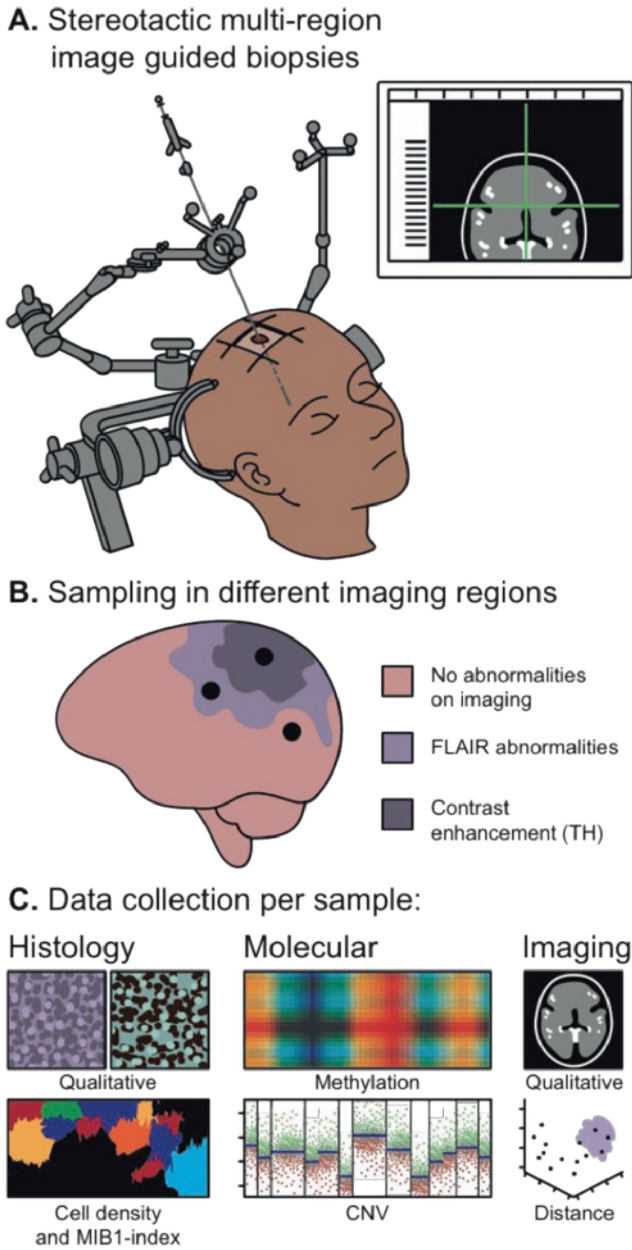 A. Stereotactic multi-region
image guided biopsies
B. Sampling in different imaging regions
No abnormalities
on imaging
FLAIR abnormalities
Contrast
enhancement (TH)
C. Data collection per sample:
Histology
Molecular
Imaging
Qualitative
Methylation
Qualitative
Cell density
and MIB1-index
CNV
Distance